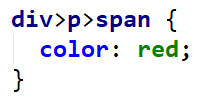 div>p>span {
  color: red;
}